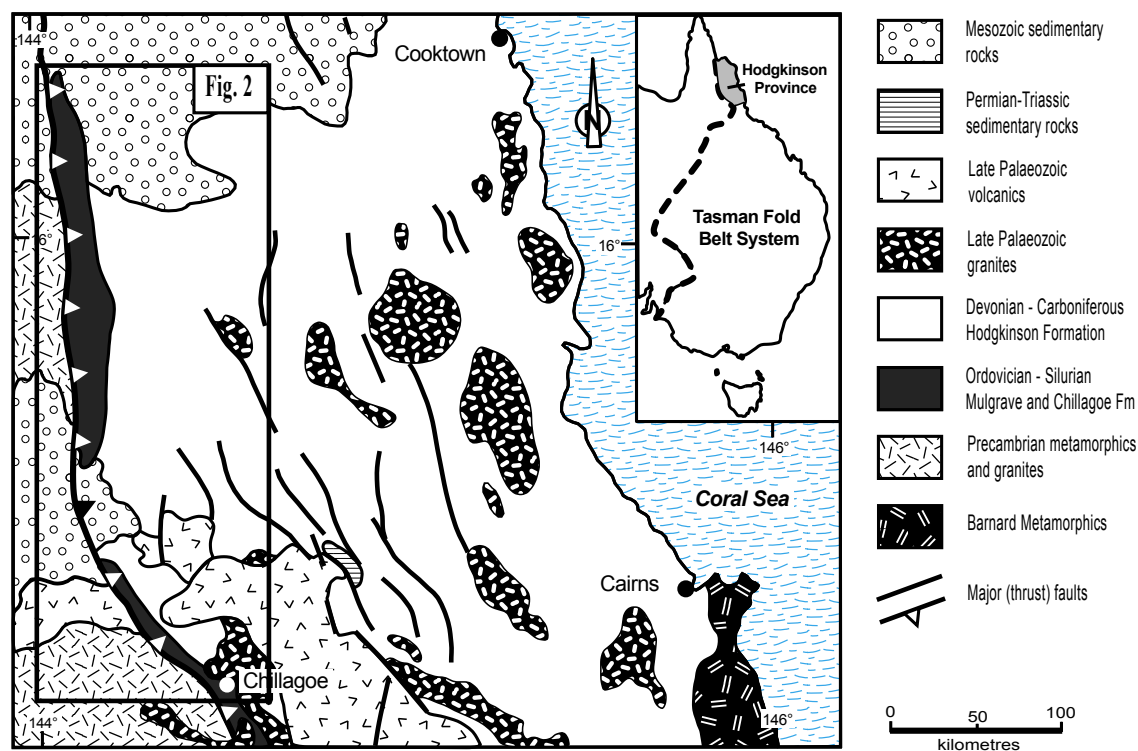 144°
Cooktown
Fig. 2
N
16°
16°
Coral Sea
Cairns
Chillagoe
144°
146°
146°
Hodgkinson
Province
Tasman Fold
Belt System
Mesozoic sedimentary
rocks
Permian-Triassic
sedimentary rocks
Late Palaeozoic
volcanics
Late Palaeozoic
granites
Devonian - Carboniferous
Hodgkinson Formation
Ordovician - Silurian
Mulgrave and Chillagoe Fm
Precambrian metamorphics
and granites
Barnard Metamorphics
Major (thrust) faults
0 50 100
kilometres